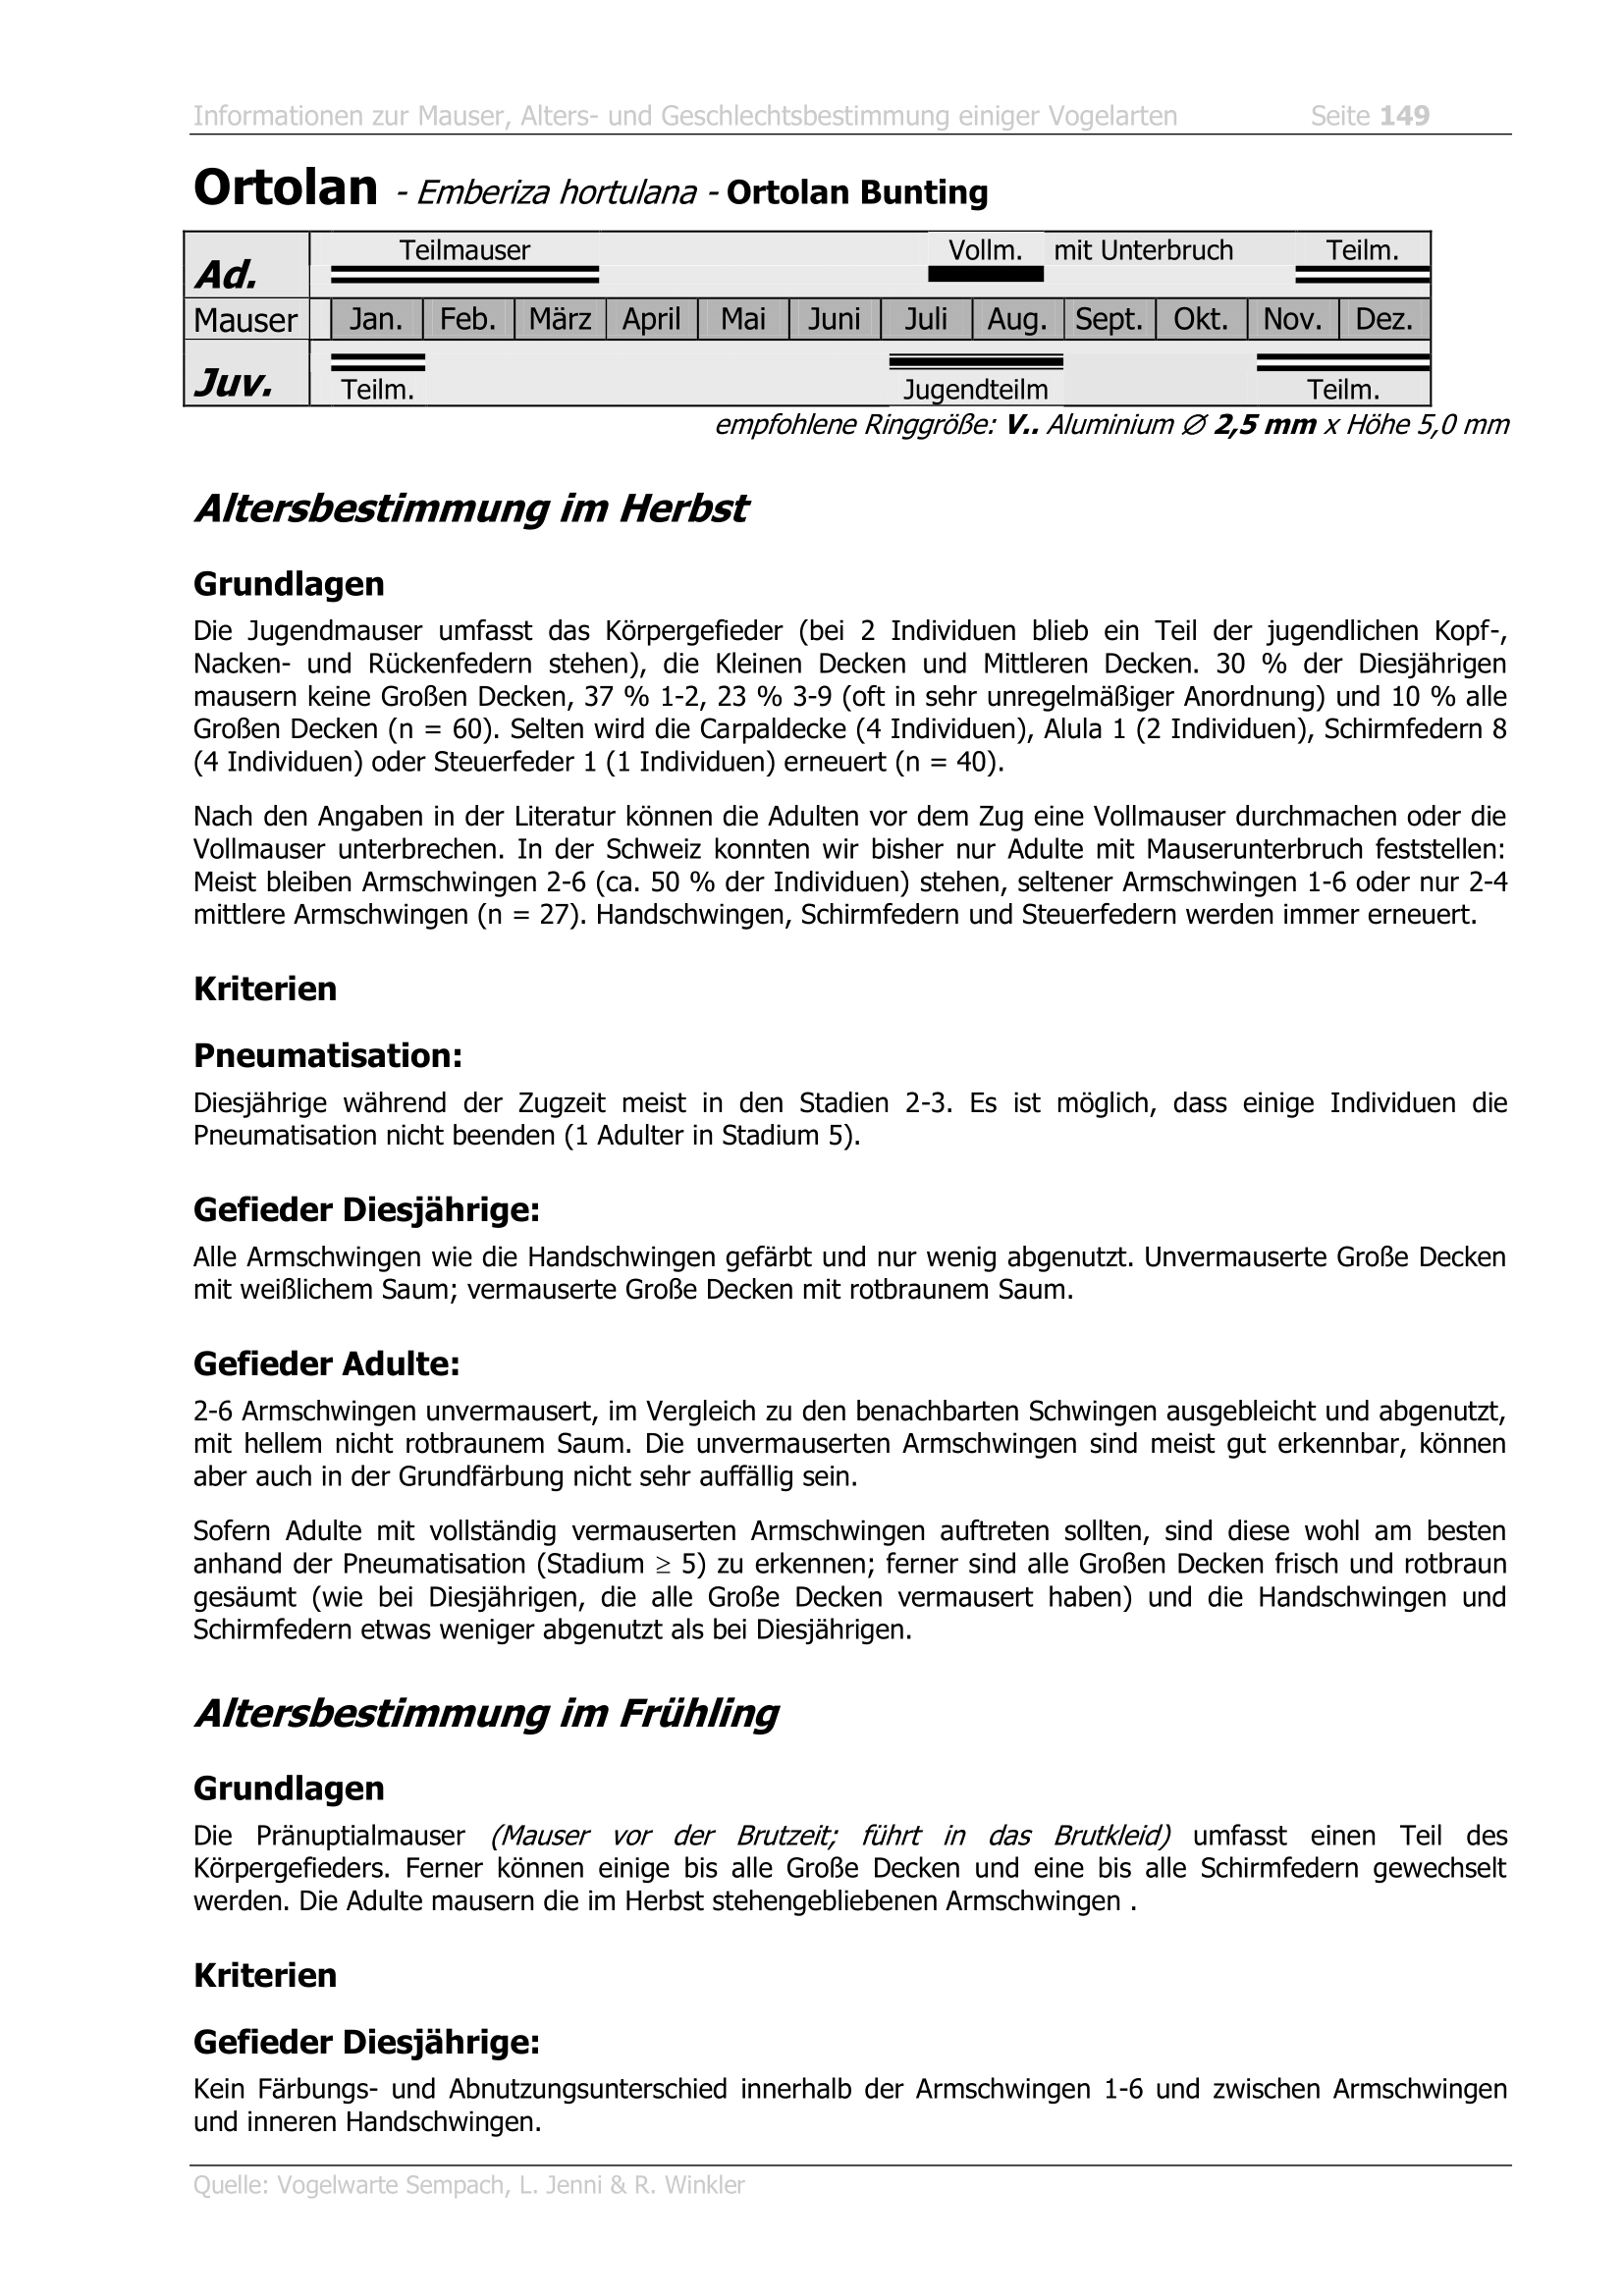 Informationen zur Mauser, Alters- und Geschlechtsbestimmung einiger Vogelarten Seite 149
Ortolan - Emberiza hortulana - Ortolan Bunting
Teilmauser Vollm. mit Unterbruch Teilm.
Ad.
Mauser Jan. Feb. März April Mai Juni Juli Aug. Sept. Okt. Nov. Dez.
Juv.
Teilm. Jugendteilm Teilm.
empfohlene Ringgröße: V.. Aluminium ∅ 2,5 mm x Höhe 5,0 mm
Altersbestimmung im Herbst
Grundlagen
Die Jugendmauser umfasst das Körpergefieder (bei 2 Individuen blieb ein Teil der jugendlichen Kopf-,
Nacken- und Rückenfedern stehen), die Kleinen Decken und Mittleren Decken. 30 % der Diesjährigen
mausern keine Großen Decken, 37 % 1-2, 23 % 3-9 (oft in sehr unregelmäßiger Anordnung) und 10 % alle
Großen Decken (n = 60). Selten wird die Carpaldecke (4 Individuen), Alula 1 (2 Individuen), Schirmfedern 8
(4 Individuen) oder Steuerfeder 1 (1 Individuen) erneuert (n = 40).
Nach den Angaben in der Literatur können die Adulten vor dem Zug eine Vollmauser durchmachen oder die
Vollmauser unterbrechen. In der Schweiz konnten wir bisher nur Adulte mit Mauserunterbruch feststellen:
Meist bleiben Armschwingen 2-6 (ca. 50 % der Individuen) stehen, seltener Armschwingen 1-6 oder nur 2-4
mittlere Armschwingen (n = 27). Handschwingen, Schirmfedern und Steuerfedern werden immer erneuert.
Kriterien
Pneumatisation:
Diesjährige während der Zugzeit meist in den Stadien 2-3. Es ist möglich, dass einige Individuen die
Pneumatisation nicht beenden (1 Adulter in Stadium 5).
Gefieder Diesjährige:
Alle Armschwingen wie die Handschwingen gefärbt und nur wenig abgenutzt. Unvermauserte Große Decken
mit weißlichem Saum; vermauserte Große Decken mit rotbraunem Saum.
Gefieder Adulte:
2-6 Armschwingen unvermausert, im Vergleich zu den benachbarten Schwingen ausgebleicht und abgenutzt,
mit hellem nicht rotbraunem Saum. Die unvermauserten Armschwingen sind meist gut erkennbar, können
aber auch in der Grundfärbung nicht sehr auffällig sein.
Sofern Adulte mit vollständig vermauserten Armschwingen auftreten sollten, sind diese wohl am besten
anhand der Pneumatisation (Stadium ≥ 5) zu erkennen; ferner sind alle Großen Decken frisch und rotbraun
gesäumt (wie bei Diesjährigen, die alle Große Decken vermausert haben) und die Handschwingen und
Schirmfedern etwas weniger abgenutzt als bei Diesjährigen.
Altersbestimmung im Frühling
Grundlagen
Die Pränuptialmauser (Mauser vor der Brutzeit; führt in das Brutkleid) umfasst einen Teil des
Körpergefieders. Ferner können einige bis alle Große Decken und eine bis alle Schirmfedern gewechselt
werden. Die Adulte mausern die im Herbst stehengebliebenen Armschwingen .
Kriterien
Gefieder Diesjährige:
Kein Färbungs- und Abnutzungsunterschied innerhalb der Armschwingen 1-6 und zwischen Armschwingen
und inneren Handschwingen.
Quelle: Vogelwarte Sempach, L. Jenni & R. Winkler